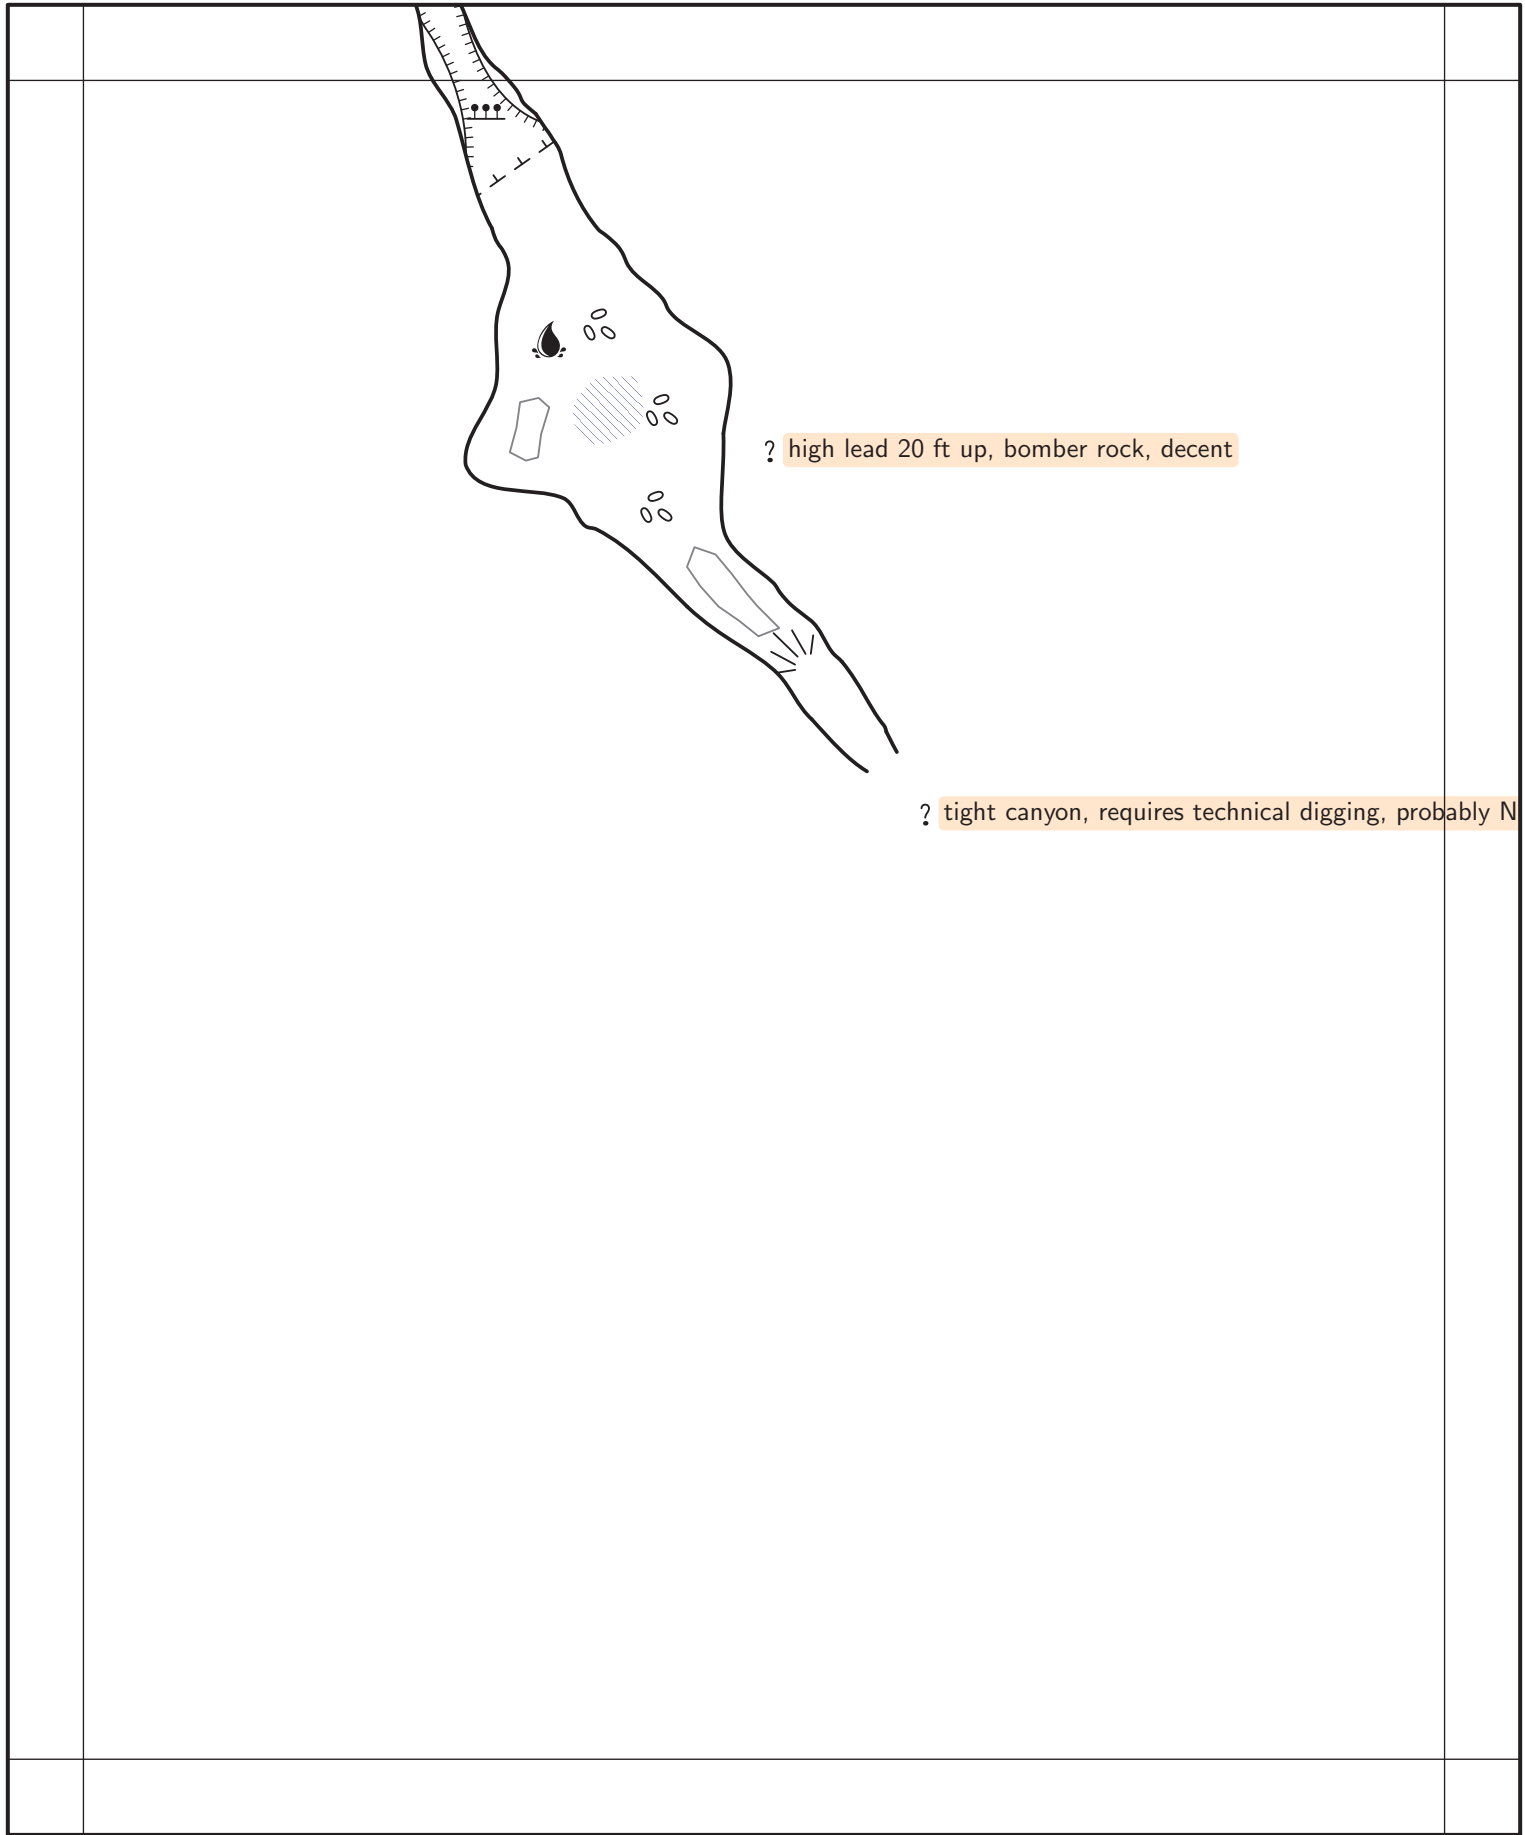 ? high lead 20 ft up, bomber rock, decent
? tight canyon, requires technical digging, probably N